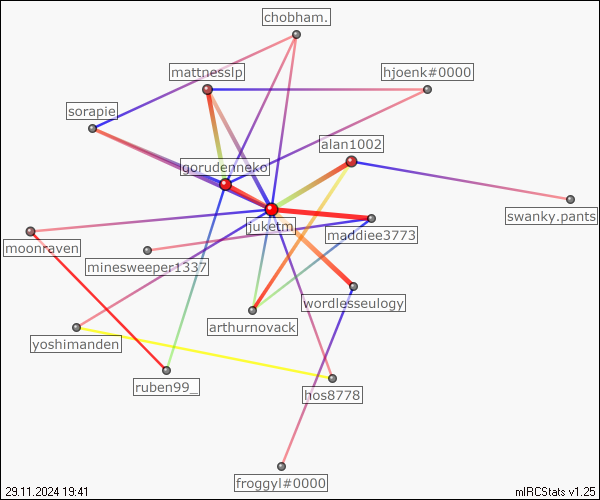 chobham.
mattnesslp
hjoenk#0000
sorapie
alan1002
gorudenneko
swanky.pants
juketm
maddiee3773
moonraven
minesweeper1337
wordlesseulogy
arthurnovack
yoshimanden
ruben99_
hos8778
froggyl#0000
29.11.2024 19:41
mIRCStats v1.25